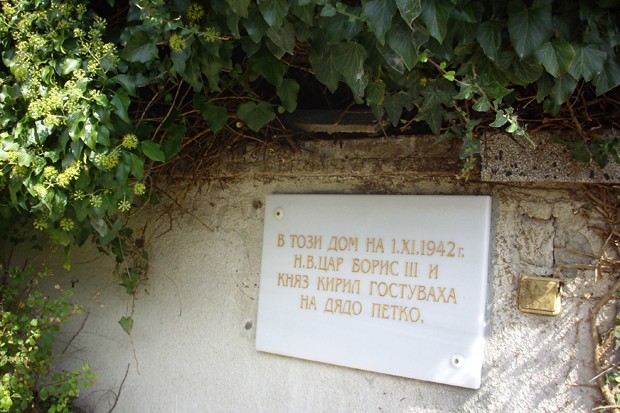 В ТОЗИ ДОМ НА 1.XI.1942 г.
Н.В.ЦАР БОРИС III И
КНЯЗ КИРИЛ ГОСТУВАХА
НА ДЯДО ПЕТКО.